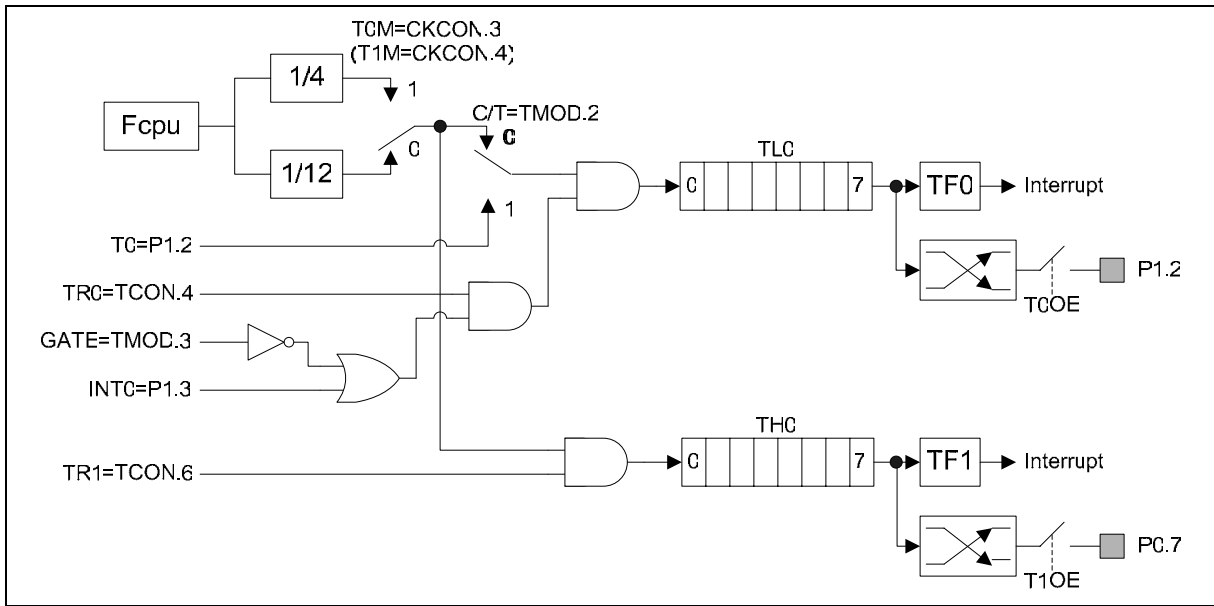 T0M=CKCON.3
(T1M=CKCON.4)
1/4
1
Fcpu
C/T=TMOD.2
0
0
1/12
TL0
0
7
TF0
Interrupt
1
T0=P1.2
P1.2
TR0=TCON.4
T0OE
GATE=TMOD.3
INT0=P1.3
TH0
0
7
TF1
Interrupt
TR1=TCON.6
P0.7
T1OE